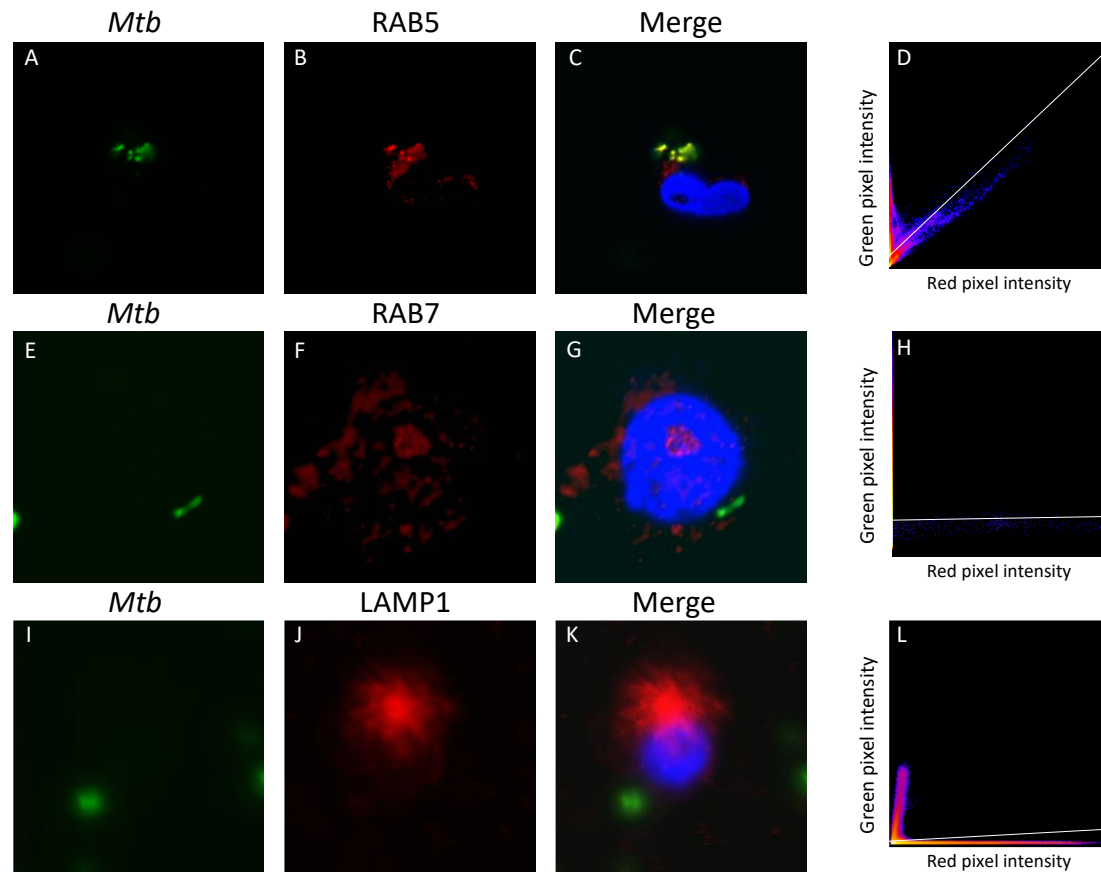 Mtb RAB5 Merge
A B C D
Green pixel intensity
Red pixel intensity
Mtb RAB7 Merge
E F G H
Green pixel intensity
Red pixel intensity
Mtb LAMP1 Merge
I J K L
Green pixel intensity
Red pixel intensity